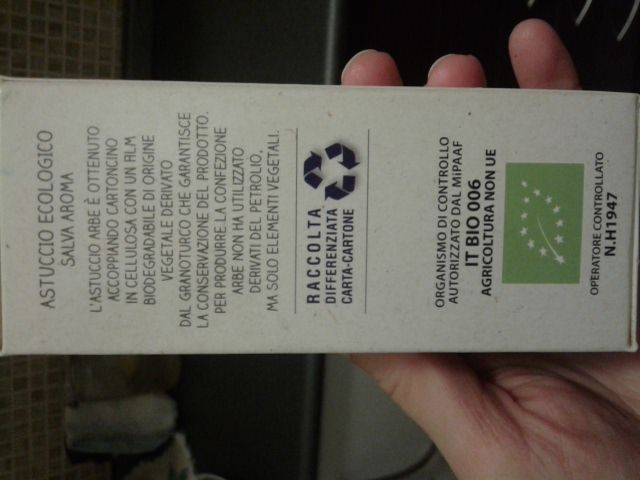 ASTUCCIO ECOLOGICO
SALVA AROMA
L'ASTUCCIO ARBE È OTTENUTO
ACCOPPIANDO CARTONCINO
IN CELLULOSA CON UN FILM
BIODEGRADABILE DI ORIGINE
VEGETALE DERIVATO
DAL GRANOTURCO CHE GARANTISCE
LA CONSERVAZIONE DEL PRODOTTO.
PER PRODURRE LA CONFEZIONE
ARBE NON HA UTILIZZATO
DERIVATI DEL PETROLIO,
MA SOLO ELEMENTI VEGETALI.
RACCOLTA
DIFFERENZIATA
CARTA-CARTONE
ORGANISMO DI CONTROLLO
AUTORIZZATO DAL MiPAAF
IT BIO 006
AGRICOLTURA NON UE
OPERATORE CONTROLLATO
N.H1947